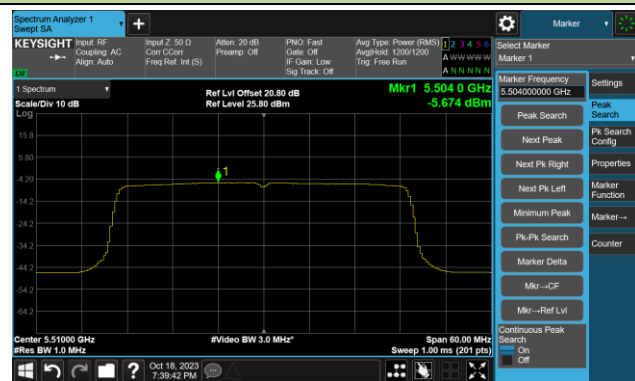 Spectrum Analyzer 1
Swept SA
Marker
KEYSIGHT
Input: RF
Coupling: AC
Align: Auto
Input Z: 50 Ω
Corr CCorr
Freq Ref: Int (S)
Atten: 20 dB
Preamp: Off
PNO: Fast
Gate: Off
IF Gain: Low
Sig Track: Off
Avg Type: Power (RMS)
Avg|Hold: 1200/1200
Trig: Free Run
1 2 3 4 5 6
A W W W W W
A N N N N N
Select Marker
Marker 1
LXI
1 Spectrum
Scale/Div 10 dB
Log
Ref Lvl Offset 20.80 dB
Ref Level 25.80 dBm
Mkr1 5.504 0 GHz
-5.674 dBm
15.8
5.80
-4.20
-14.2
-24.2
-34.2
-44.2
-54.2
-64.2
1
Center 5.51000 GHz
#Res BW 1.0 MHz
#Video BW 3.0 MHz*
Span 60.00 MHz
Sweep 1.00 ms (201 pts)
Marker Frequency
5.504000000 GHz
Peak Search
Next Peak
Next Pk Right
Next Pk Left
Minimum Peak
Pk-Pk Search
Marker Delta
Mkr→CF
Mkr→Ref Lvl
Continuous Peak
Search
On
Off
Settings
Peak
Search
Pk Search
Config
Properties
Marker
Function
Marker→
Counter
Oct 18, 2023
7:39:42 PM